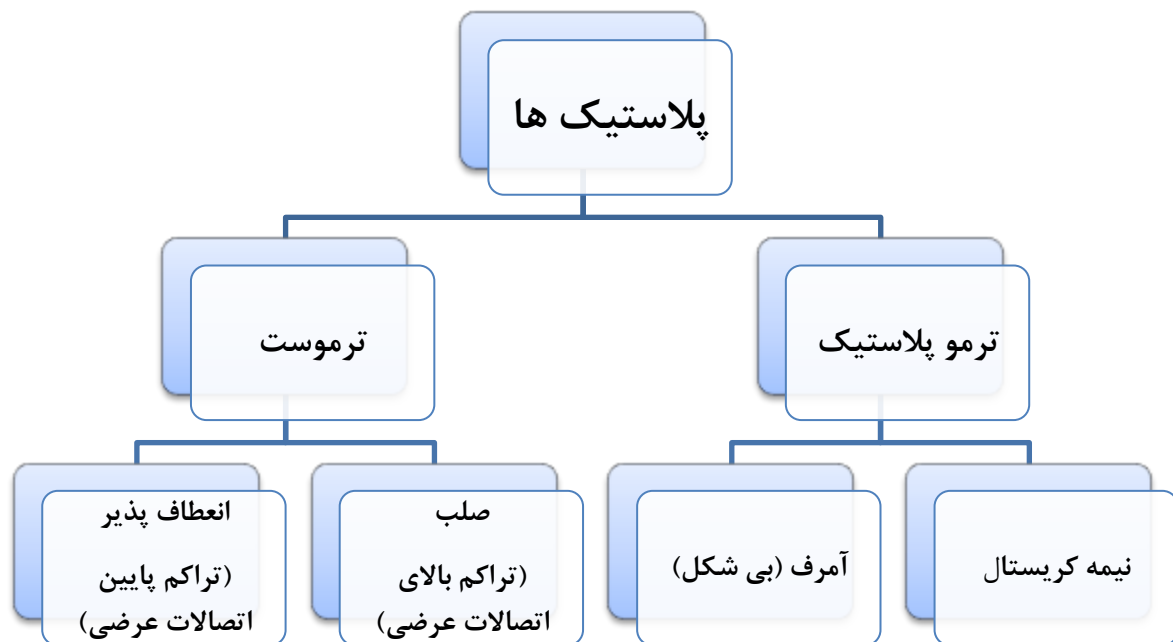 پلاستیک ها
ترمو پلاستیک
ترموست
نیمه کریستال
آمرف (بی شکل)
صلب
(تراکم بالای
اتصالات عرضی)
انعطاف پذیر
(تراکم پایین
اتصالات عرضی)